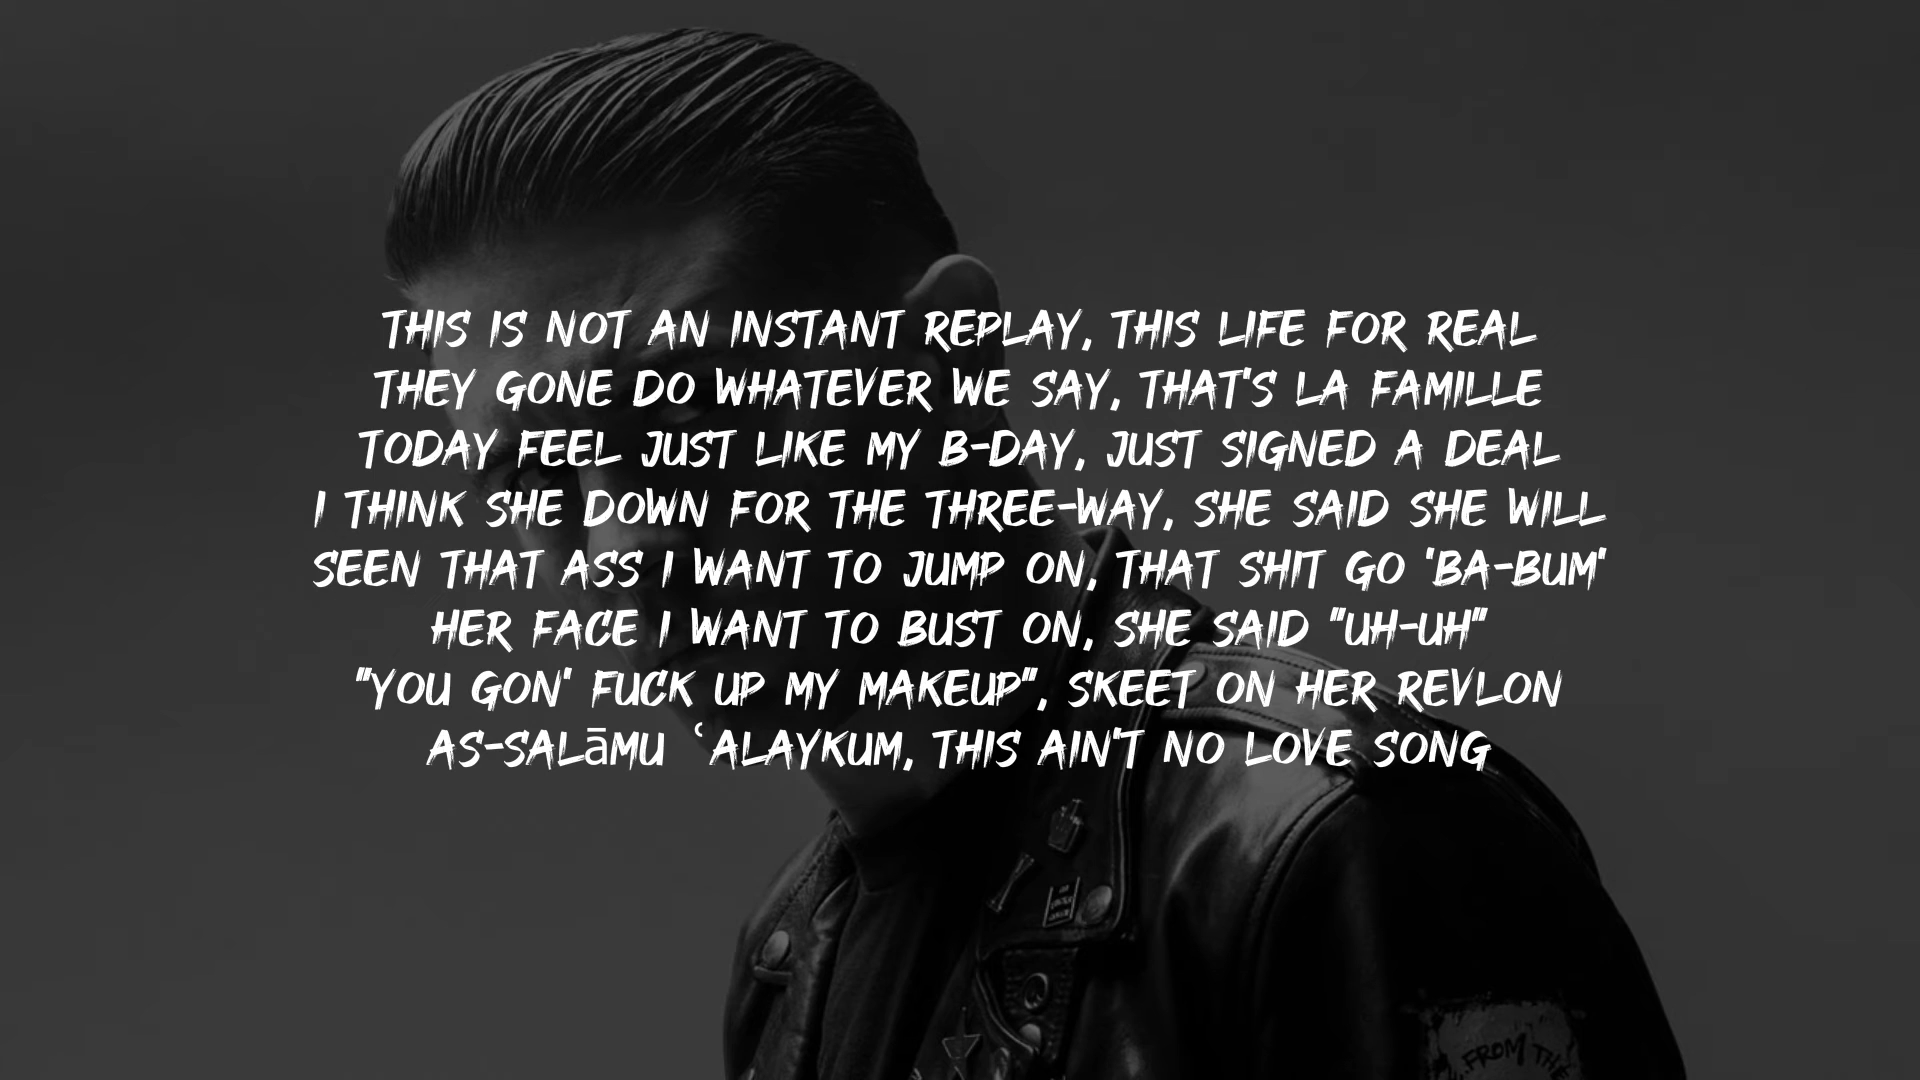 THIS IS NOT AN INSTANT REPLAY, THIS LIFE FOR REAL
THEY GONE DO WHATEVER WE SAY, THAT'S LA FAMILLE
TODAY FEEL JUST LIKE MY B-DAY, JUST SIGNED A DEAL
I THINK SHE DOWN FOR THE THREE-WAY, SHE SAID SHE WILL
SEEN THAT ASS I WANT TO JUMP ON, THAT SHIT GO 'BA-BUM'
HER FACE I WANT TO BUST ON, SHE SAID "UH-UH"
"YOU GON' FUCK UP MY MAKEUP", SKEET ON HER REVLON
AS-SALāMU ʿALAYKUM, THIS AIN'T NO LOVE SONG
FROM THE